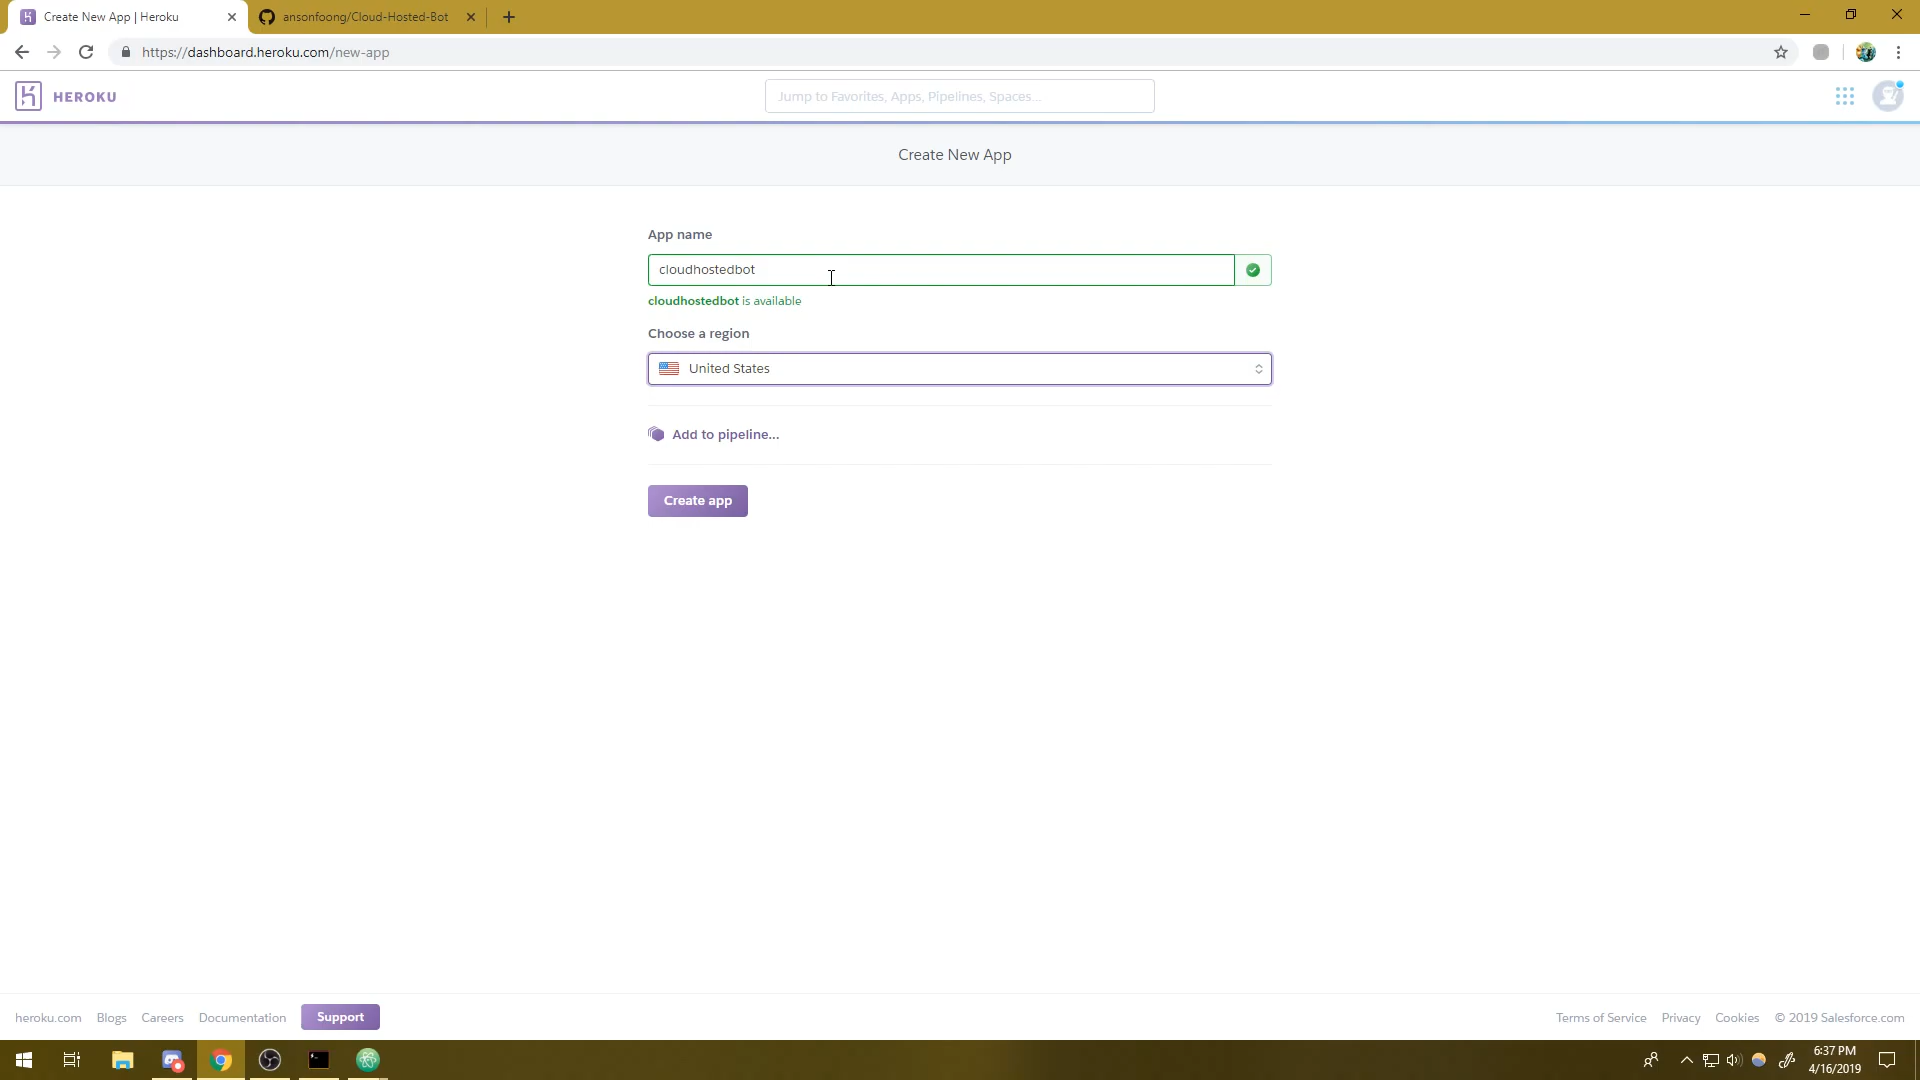 Create New App | Heroku
ansonfoong/Cloud-Hosted-Bot
https://dashboard.heroku.com/new-app
HEROKU
Jump to Favorites, Apps, Pipelines, Spaces...
Create New App
App name
cloudhostedbot
cloudhostedbot is available
Choose a region
United States
Add to pipeline...
Create app
heroku.com Blogs Careers Documentation Support
Terms of Service Privacy Cookies © 2019 Salesforce.com
6:37 PM
4/16/2019